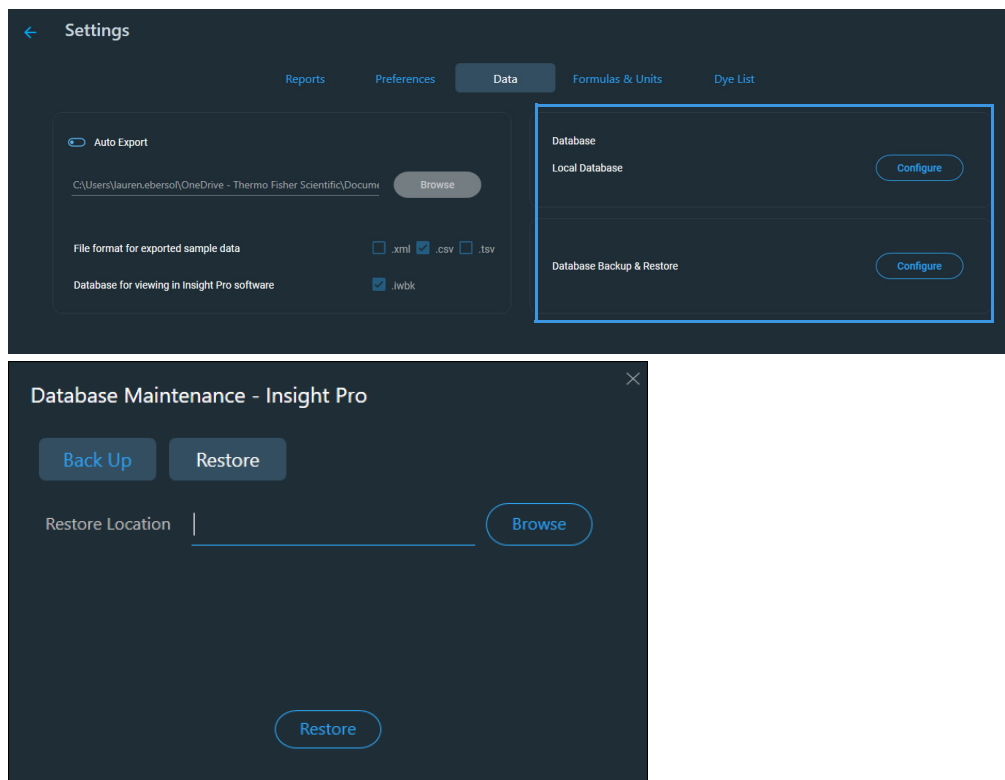 Settings
Reports Preferences Data Formulas & Units Dye List
Auto Export
C:\Users\lauren.ebersol\OneDrive - Thermo Fisher Scientific\Docume Browse
File format for exported sample data .xml .csv .tsv
Database for viewing in Insight Pro software .iwbk
Database
Local Database Configure
Database Backup & Restore Configure
Database Maintenance - Insight Pro
Back Up Restore
Restore Location Browse
Restore